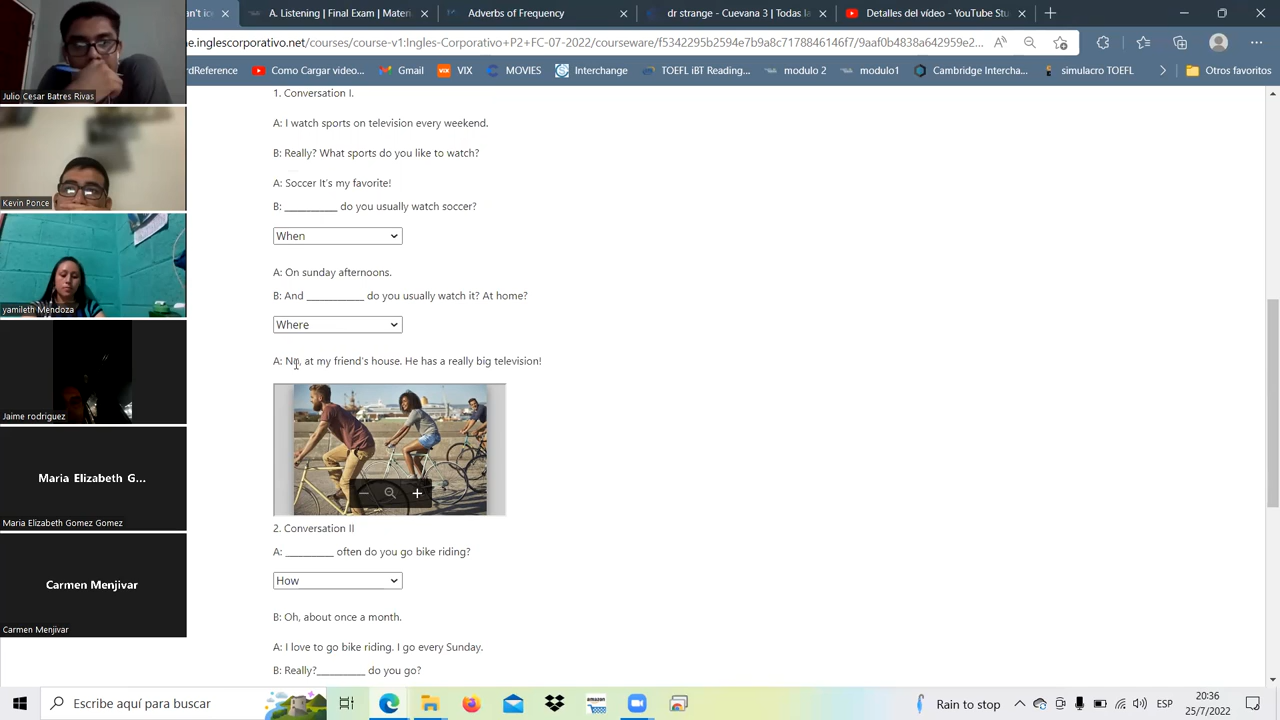 an't ice
dr strange - Cuevana 3 | Todas la
Detalles del vídeo - YouTube Stu
e.inglescorporativo.net/courses/course-v1:Ingles-Corporativo+P2+FC-07-2022/courseware/f5342295b2594e7b9a8c7178846146f7/9aaf0b4838a642959e2...
rdReference
Como Cargar video...
Gmail
VIX
MOVIES
Interchange
TOEFL iBT Reading...
modulo 2
modulo1
Cambridge Intercha...
simulacro TOEFL
Otros favoritos
Julio Cesar Batres Rivas
Kevin Ponce
yamileth Mendoza
Jaime rodriguez
Maria Elizabeth G...
Maria Elizabeth Gomez Gomez
Carmen Menjivar
Carmen Menjivar
1. Conversation I.
A: I watch sports on television every weekend.
B: Really? What sports do you like to watch?
A: Soccer It's my favorite!
B: __________ do you usually watch soccer?
When
A: On sunday afternoons.
B: And ___________ do you usually watch it? At home?
Where
A: No, at my friend's house. He has a really big television!
2. Conversation II
A: _________ often do you go bike riding?
How
B: Oh, about once a month.
A: I love to go bike riding. I go every Sunday.
B: Really?_________ do you go?
Escribe aquí para buscar
amazon
Rain to stop
ESP
20:36
25/7/2022